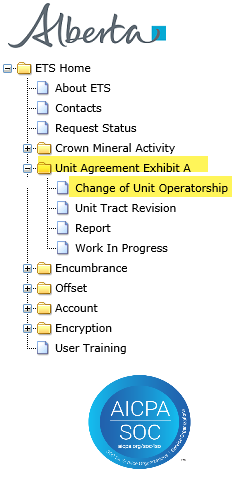 Alberta
ETS Home
About ETS
Contacts
Request Status
Crown Mineral Activity
Unit Agreement Exhibit A
Change of Unit Operatorship
Unit Tract Revision
Report
Work In Progress
Encumbrance
Offset
Account
Encryption
User Training
AICPA
SOC
aicpa.org/soc4so
TM